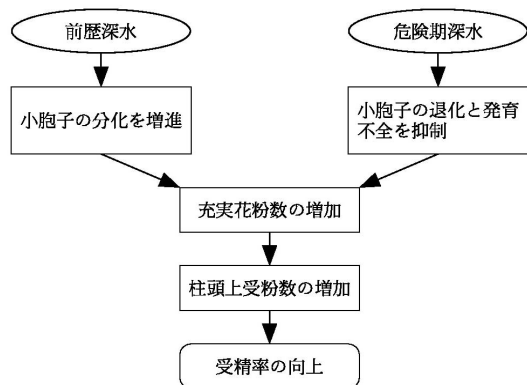 前歴深水
危険期深水
小胞子の分化を増進
小胞子の退化と発育
不全を抑制
充実花粉数の増加
柱頭上受粉数の増加
受精率の向上